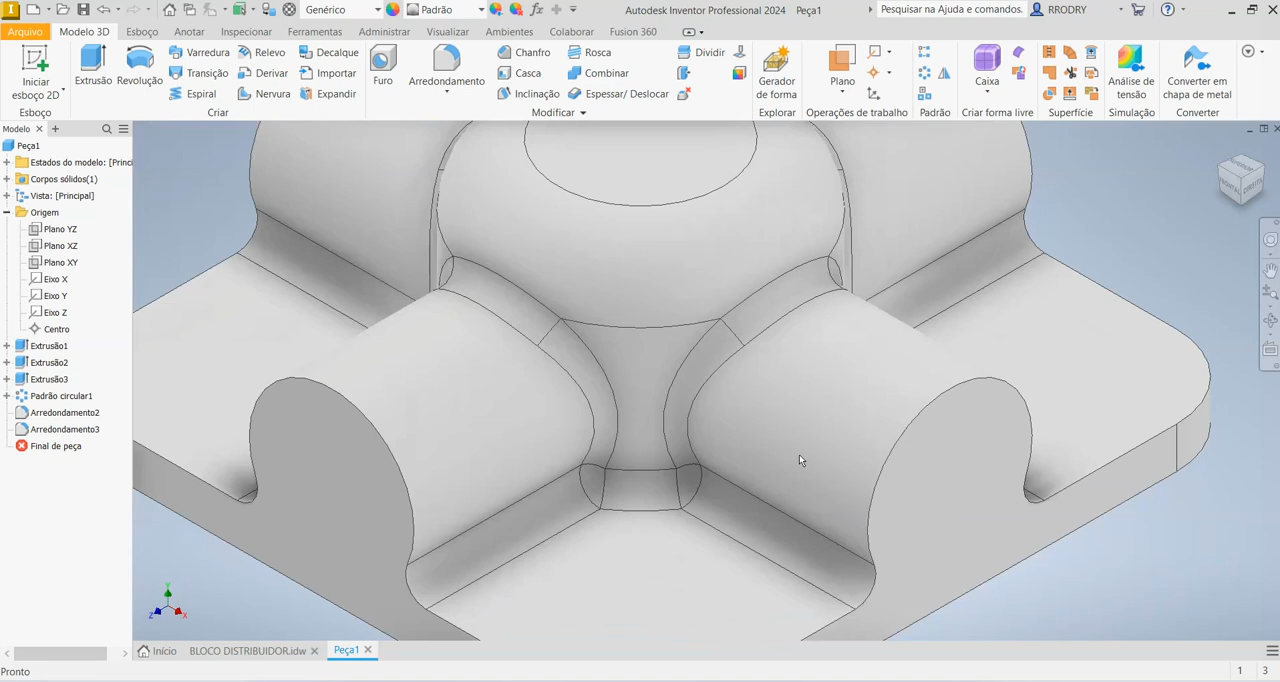 Genérico
Padrão
Autodesk Inventor Professional 2024 Peça1
Pesquisar na Ajuda e comandos.
RRODRY
Arquivo Modelo 3D Esboço Anotar Inspecionar Ferramentas Administrar Visualizar Ambientes Colaborar Fusion 360
Iniciar
esboço 2D
Esboço
Extrusão
Revolução
Varredura
Transição
Espiral
Relevo
Derivar
Nervura
Decalque
Importar
Expandir
Criar
Furo
Arredondamento
Chanfro
Casca
Inclinação
Rosca
Combinar
Espessar/ Deslocar
Dividir
Modificar
Gerador
de forma
Explorar
Plano
Operações de trabalho
Padrão
Caixa
Criar forma livre
Superfície
Análise de
tensão
Simulação
Converter em
chapa de metal
Converter
Modelo
Peça1
Estados do modelo: [Princi
Corpos sólidos(1)
Vista: [Principal]
Origem
Plano YZ
Plano XZ
Plano XY
Eixo X
Eixo Y
Eixo Z
Centro
Extrusão1
Extrusão2
Extrusão3
Padrão circular1
Arredondamento2
Arredondamento3
Final de peça
FRONTAL
DIREITA
Y
Z
X
Início
BLOCO DISTRIBUIDOR.idw
Peça1
Pronto
1
3